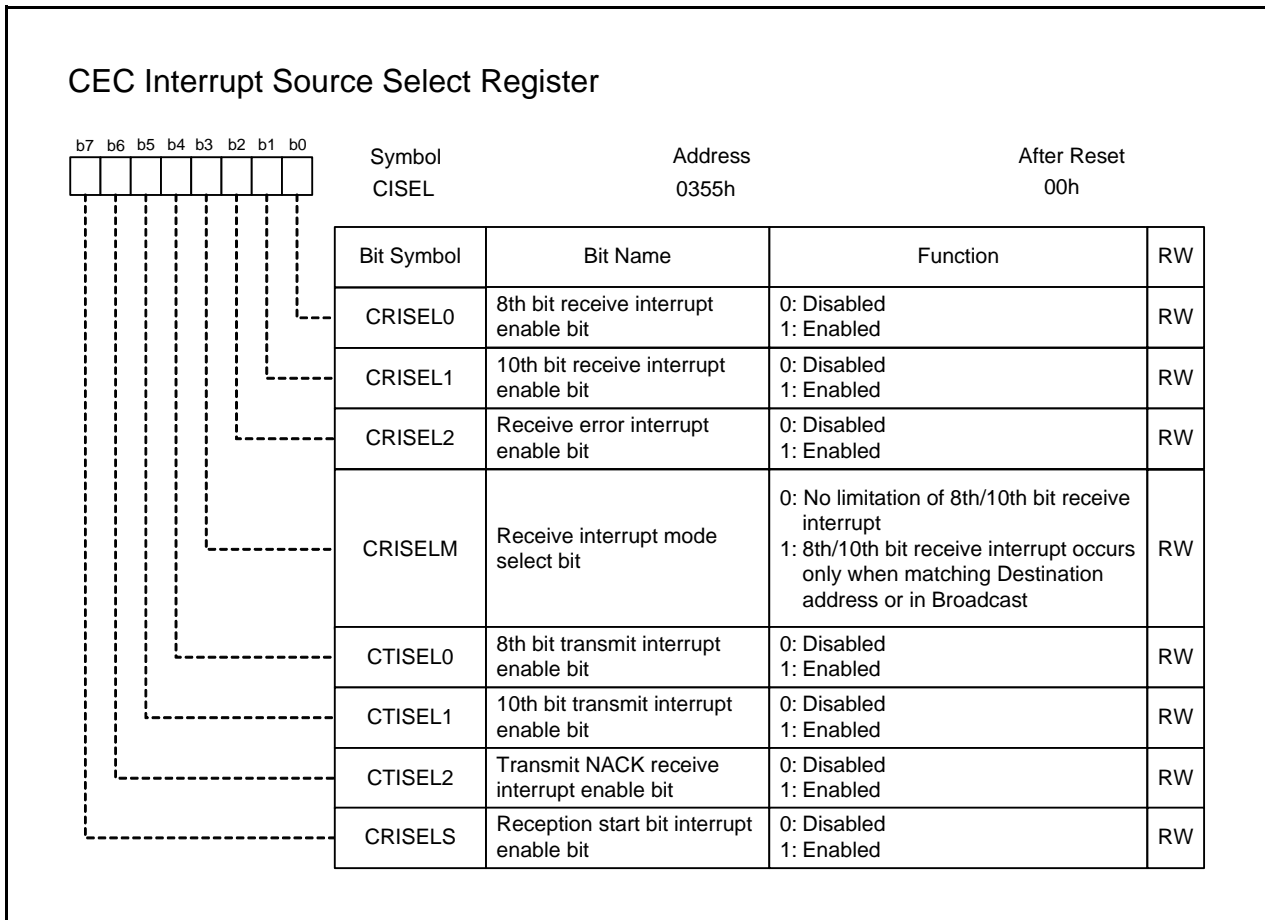 CEC Interrupt Source Select Register
b7 b6 b5 b4 b3 b2 b1 b0
Symbol Address After Reset
CISEL 0355h 00h
Bit Symbol Bit Name Function RW
CRISEL0 8th bit receive interrupt enable bit 0: Disabled 1: Enabled RW
CRISEL1 10th bit receive interrupt enable bit 0: Disabled 1: Enabled RW
CRISEL2 Receive error interrupt enable bit 0: Disabled 1: Enabled RW
CRISELM Receive interrupt mode select bit 0: No limitation of 8th/10th bit receive interrupt 1: 8th/10th bit receive interrupt occurs only when matching Destination address or in Broadcast RW
CTISEL0 8th bit transmit interrupt enable bit 0: Disabled 1: Enabled RW
CTISEL1 10th bit transmit interrupt enable bit 0: Disabled 1: Enabled RW
CTISEL2 Transmit NACK receive interrupt enable bit 0: Disabled 1: Enabled RW
CRISELS Reception start bit interrupt enable bit 0: Disabled 1: Enabled RW